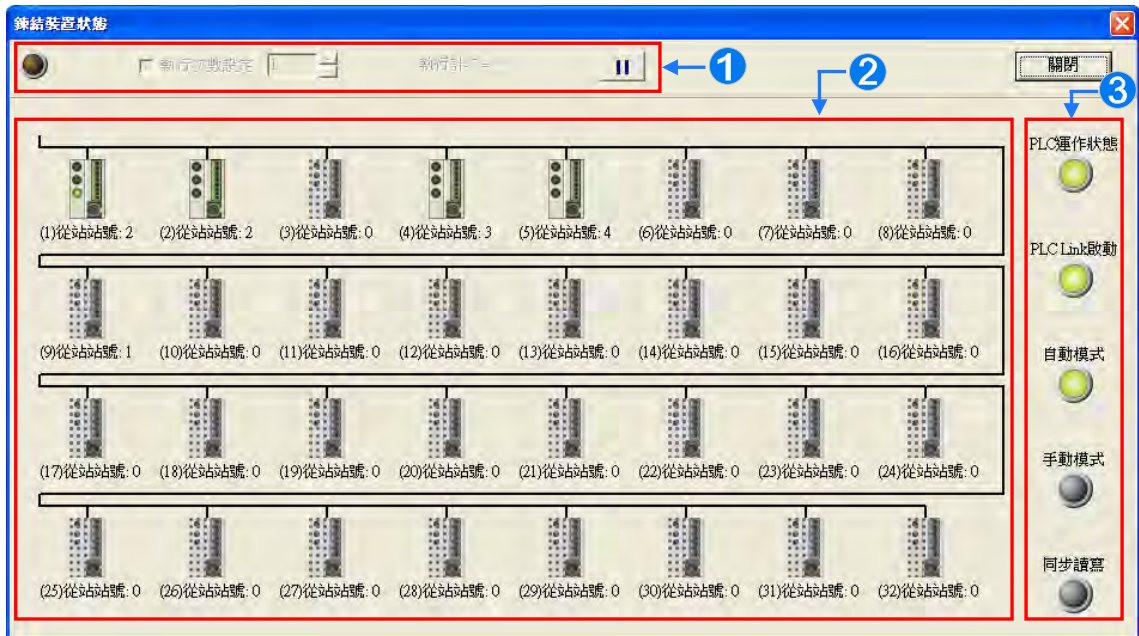 鍊結裝置狀態
執行次數設定 1
❶
關閉
❷
❸
PLC運作狀態
(1)從站站號: 2 (2)從站站號: 2 (3)從站站號: 0 (4)從站站號: 3 (5)從站站號: 4 (6)從站站號: 0 (7)從站站號: 0 (8)從站站號: 0
PLC Link啟動
(9)從站站號: 1 (10)從站站號: 0 (11)從站站號: 0 (12)從站站號: 0 (13)從站站號: 0 (14)從站站號: 0 (15)從站站號: 0 (16)從站站號: 0
自動模式
(17)從站站號: 0 (18)從站站號: 0 (19)從站站號: 0 (20)從站站號: 0 (21)從站站號: 0 (22)從站站號: 0 (23)從站站號: 0 (24)從站站號: 0
手動模式
(25)從站站號: 0 (26)從站站號: 0 (27)從站站號: 0 (28)從站站號: 0 (29)從站站號: 0 (30)從站站號: 0 (31)從站站號: 0 (32)從站站號: 0
同步讀寫